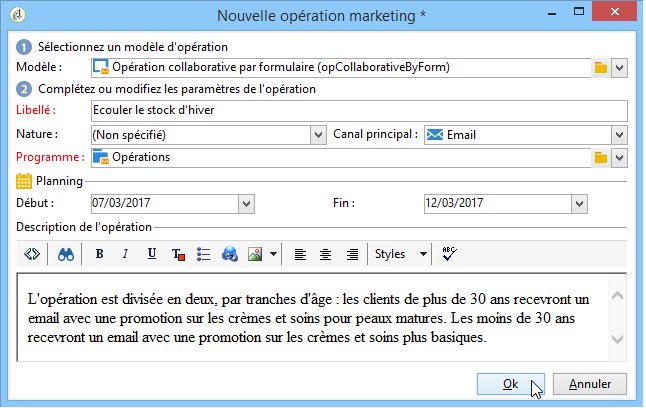 Nouvelle opération marketing *
1 Sélectionnez un modèle d'opération
Modèle : Opération collaborative par formulaire (opCollaborativeByForm)
2 Complétez ou modifiez les paramètres de l'opération
Libellé : Ecouler le stock d'hiver
Nature : (Non spécifié) Canal principal : Email
Programme : Opérations
Planning
Début : 07/03/2017 Fin : 12/03/2017
Description de l'opération
B I U T Styles ABC
L'opération est divisée en deux, par tranches d'âge : les clients de plus de 30 ans recevront un
email avec une promotion sur les crèmes et soins pour peaux matures. Les moins de 30 ans
recevront un email avec une promotion sur les crèmes et soins plus basiques.
Ok Annuler